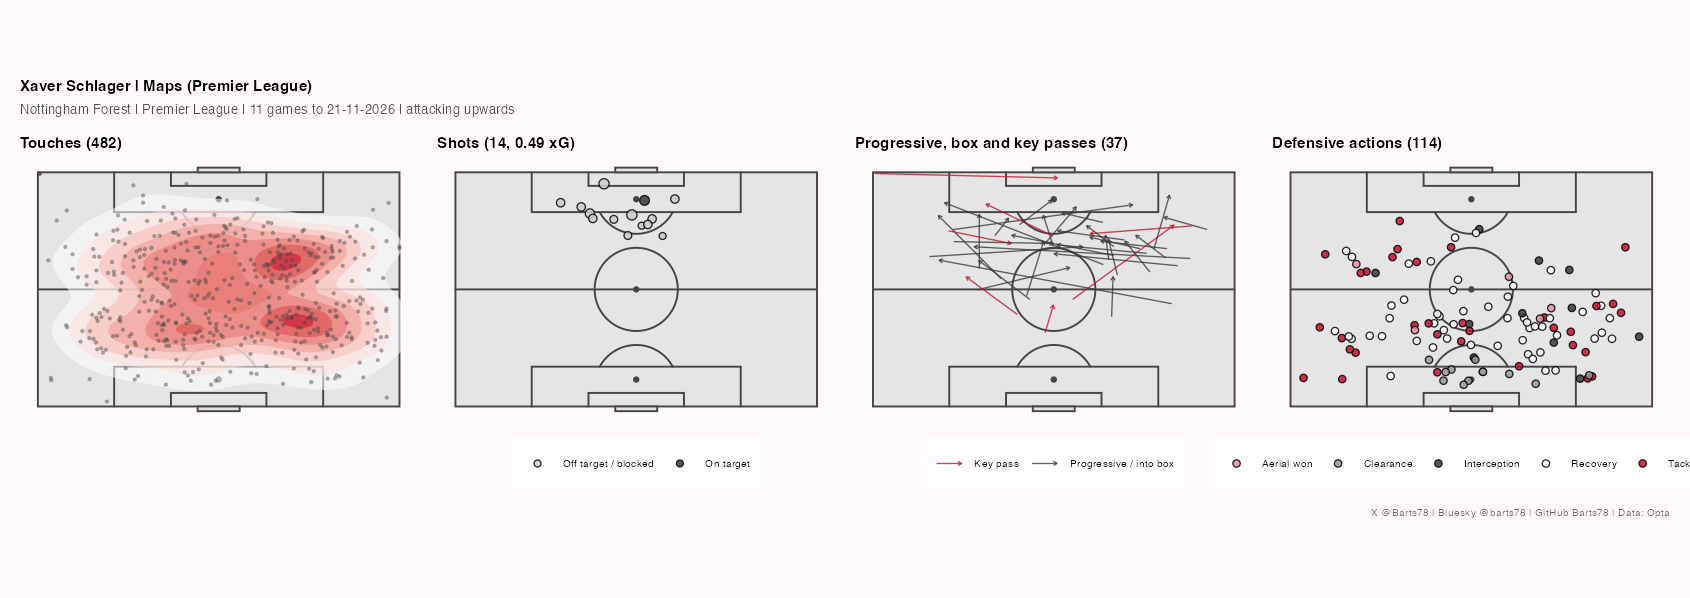 Xaver Schlager | Maps (Premier League)
Nottingham Forest | Premier League | 11 games to 21-11-2026 | attacking upwards
Touches (482)
Shots (14, 0.49 xG)
Progressive, box and key passes (37)
Defensive actions (114)
Off target / blocked
On target
Key pass
Progressive / into box
Aerial won
Clearance
Interception
Recovery
Tack
X @Barts78 | Bluesky @barts78 | GitHub Barts78 | Data: Opta